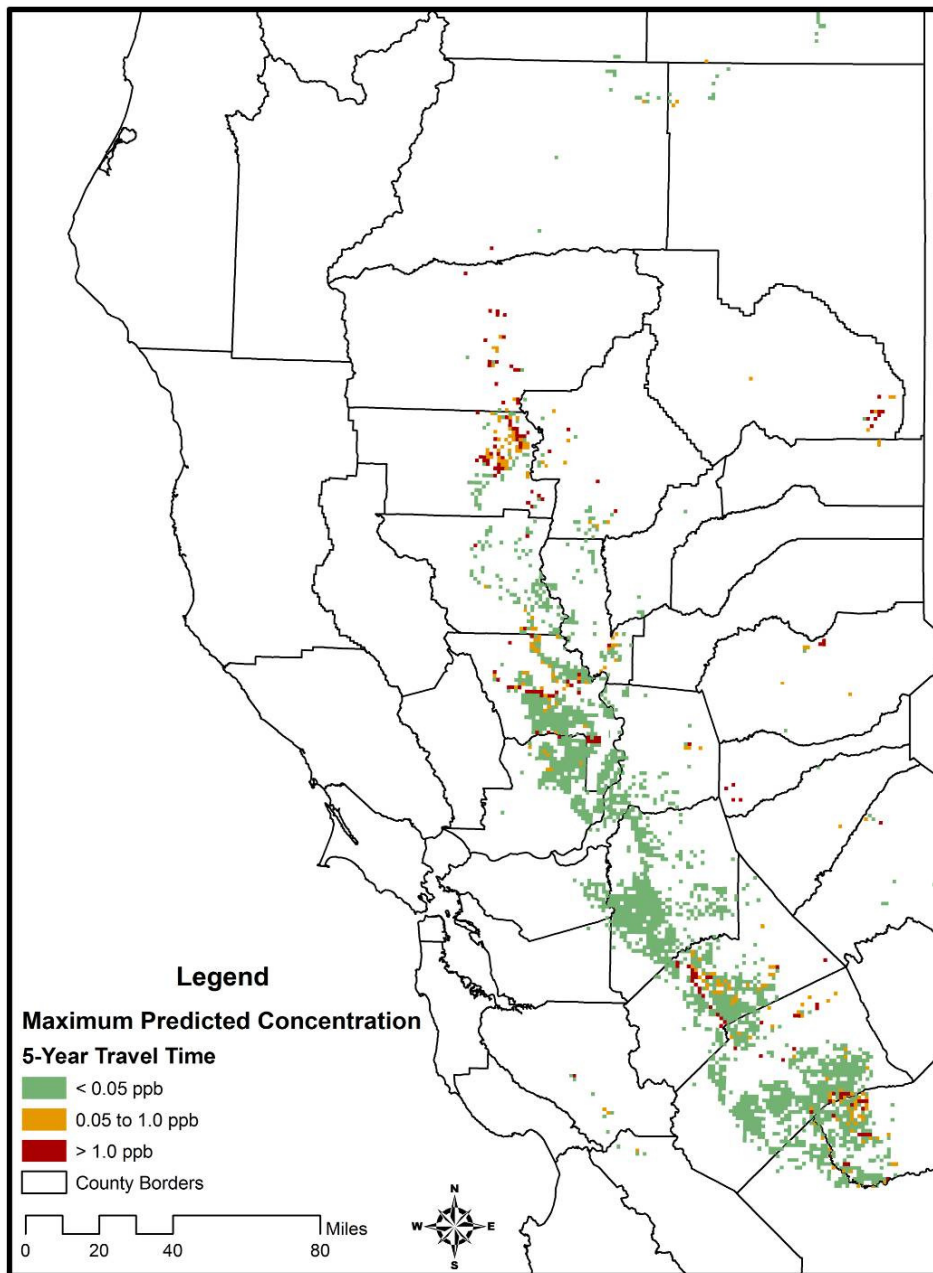 Legend
Maximum Predicted Concentration
5-Year Travel Time
< 0.05 ppb
0.05 to 1.0 ppb
> 1.0 ppb
County Borders
Miles
0 20 40 80
N
W E
S